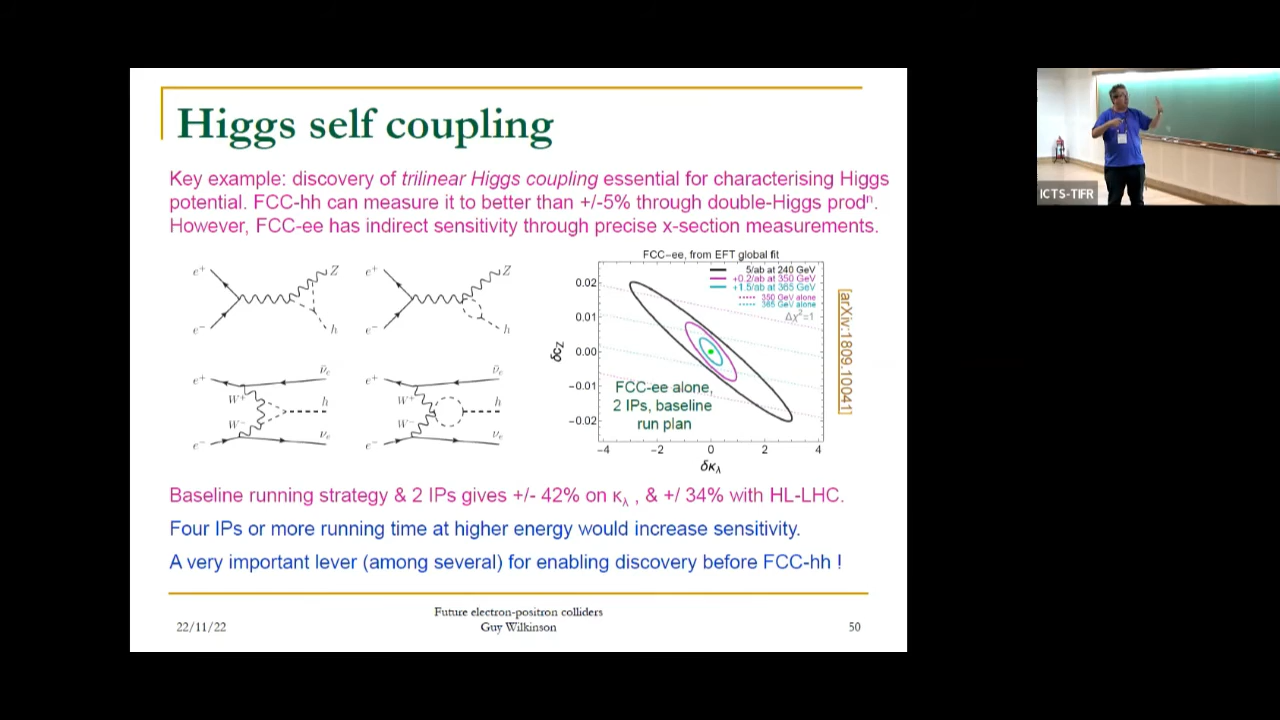 Higgs self coupling
Key example: discovery of trilinear Higgs coupling essential for characterising Higgs
potential. FCC-hh can measure it to better than +/-5% through double-Higgs prodⁿ.
However, FCC-ee has indirect sensitivity through precise x-section measurements.
e⁺ Z e⁺ Z
e⁻ h e⁻ h
e⁺ ν̄ₑ e⁺ ν̄ₑ
W⁺ h W⁺ h
W⁻ W⁻
e⁻ νₑ e⁻ νₑ
FCC-ee, from EFT global fit
5/ab at 240 GeV
+0.2/ab at 350 GeV
+1.5/ab at 365 GeV
350 GeV alone
365 GeV alone
Δχ²=1
0.02
0.01
0.00
-0.01
-0.02
δg_Z
FCC-ee alone,
2 IPs, baseline
run plan
-4 -2 0 2 4
δκ_λ
[arXiv:1809.10041]
Baseline running strategy & 2 IPs gives +/- 42% on κ_λ , & +/ 34% with HL-LHC.
Four IPs or more running time at higher energy would increase sensitivity.
A very important lever (among several) for enabling discovery before FCC-hh !
22/11/22
Future electron-positron colliders
Guy Wilkinson
50
ICTS-TIFR